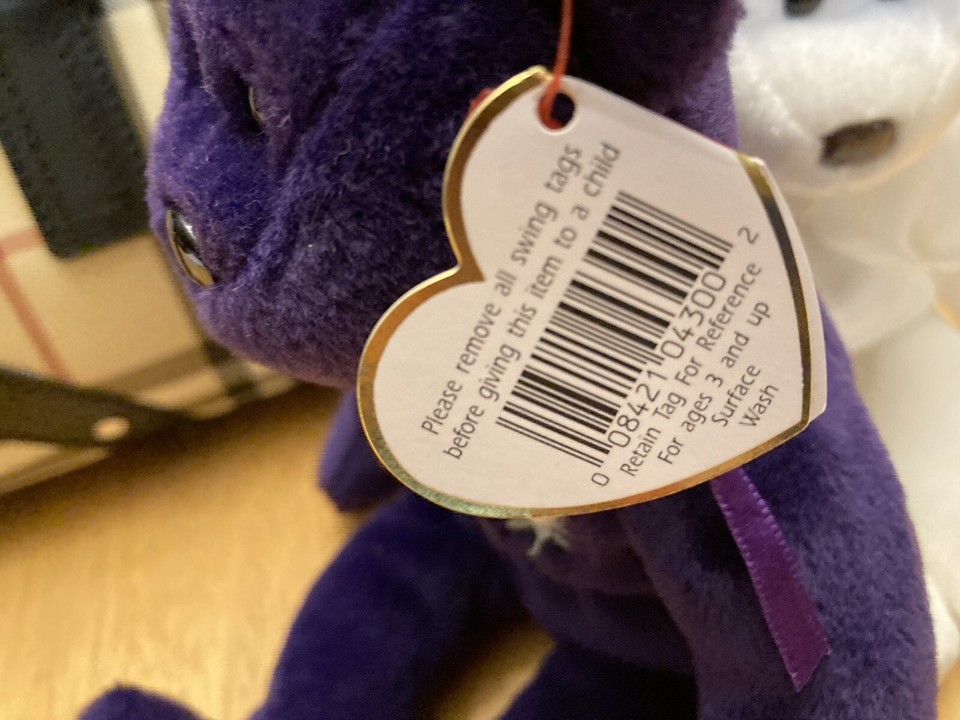 Please remove all swing tags
before giving this item to a child
0 08421 04300 2
Retain Tag For Reference
For ages 3 and up
Surface
Wash